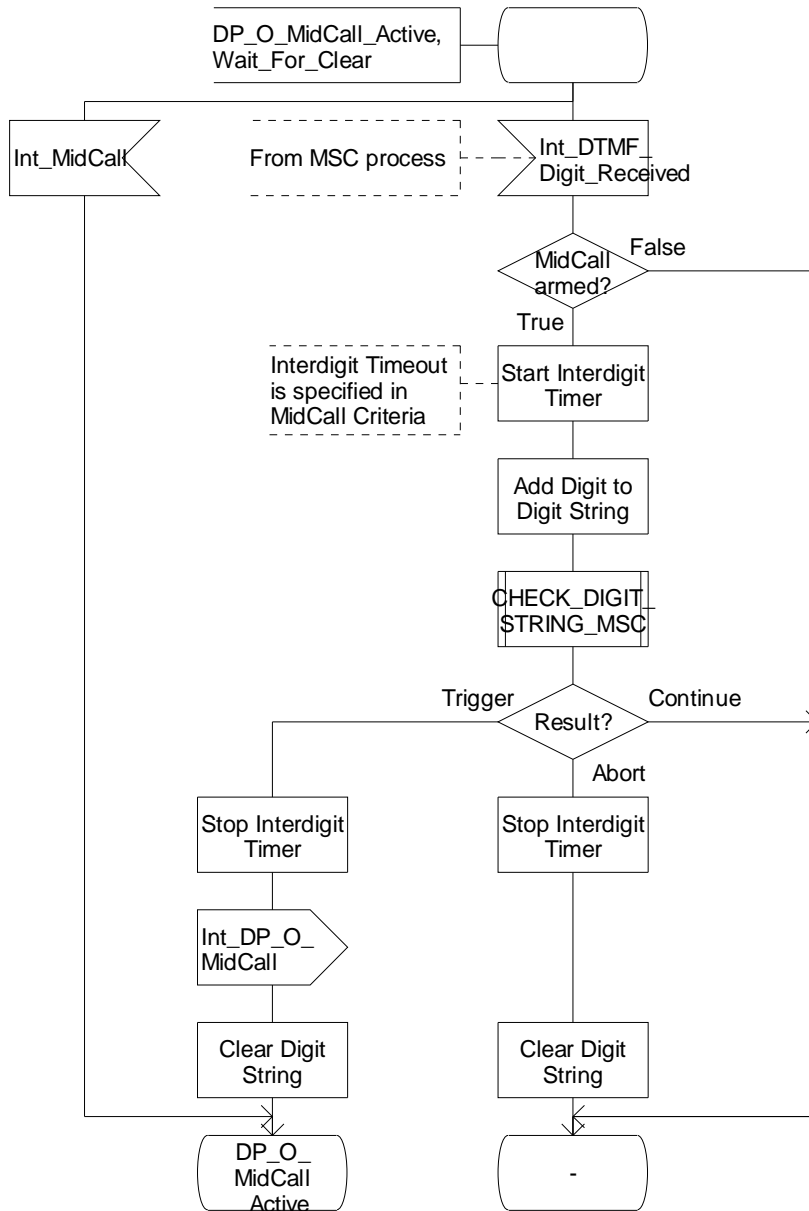 DP_O_MidCall_Active,
Wait_For_Clear
Int_MidCall
From MSC process
Int_DTMF_
Digit_Received
MidCall
armed?
False
True
Interdigit Timeout
is specified in
MidCall Criteria
Start Interdigit
Timer
Add Digit to
Digit String
CHECK_DIGIT_
STRING_MSC
Trigger
Result?
Continue
Abort
Stop Interdigit
Timer
Stop Interdigit
Timer
Int_DP_O_
MidCall
Clear Digit
String
Clear Digit
String
DP_O_
MidCall
_Active
-